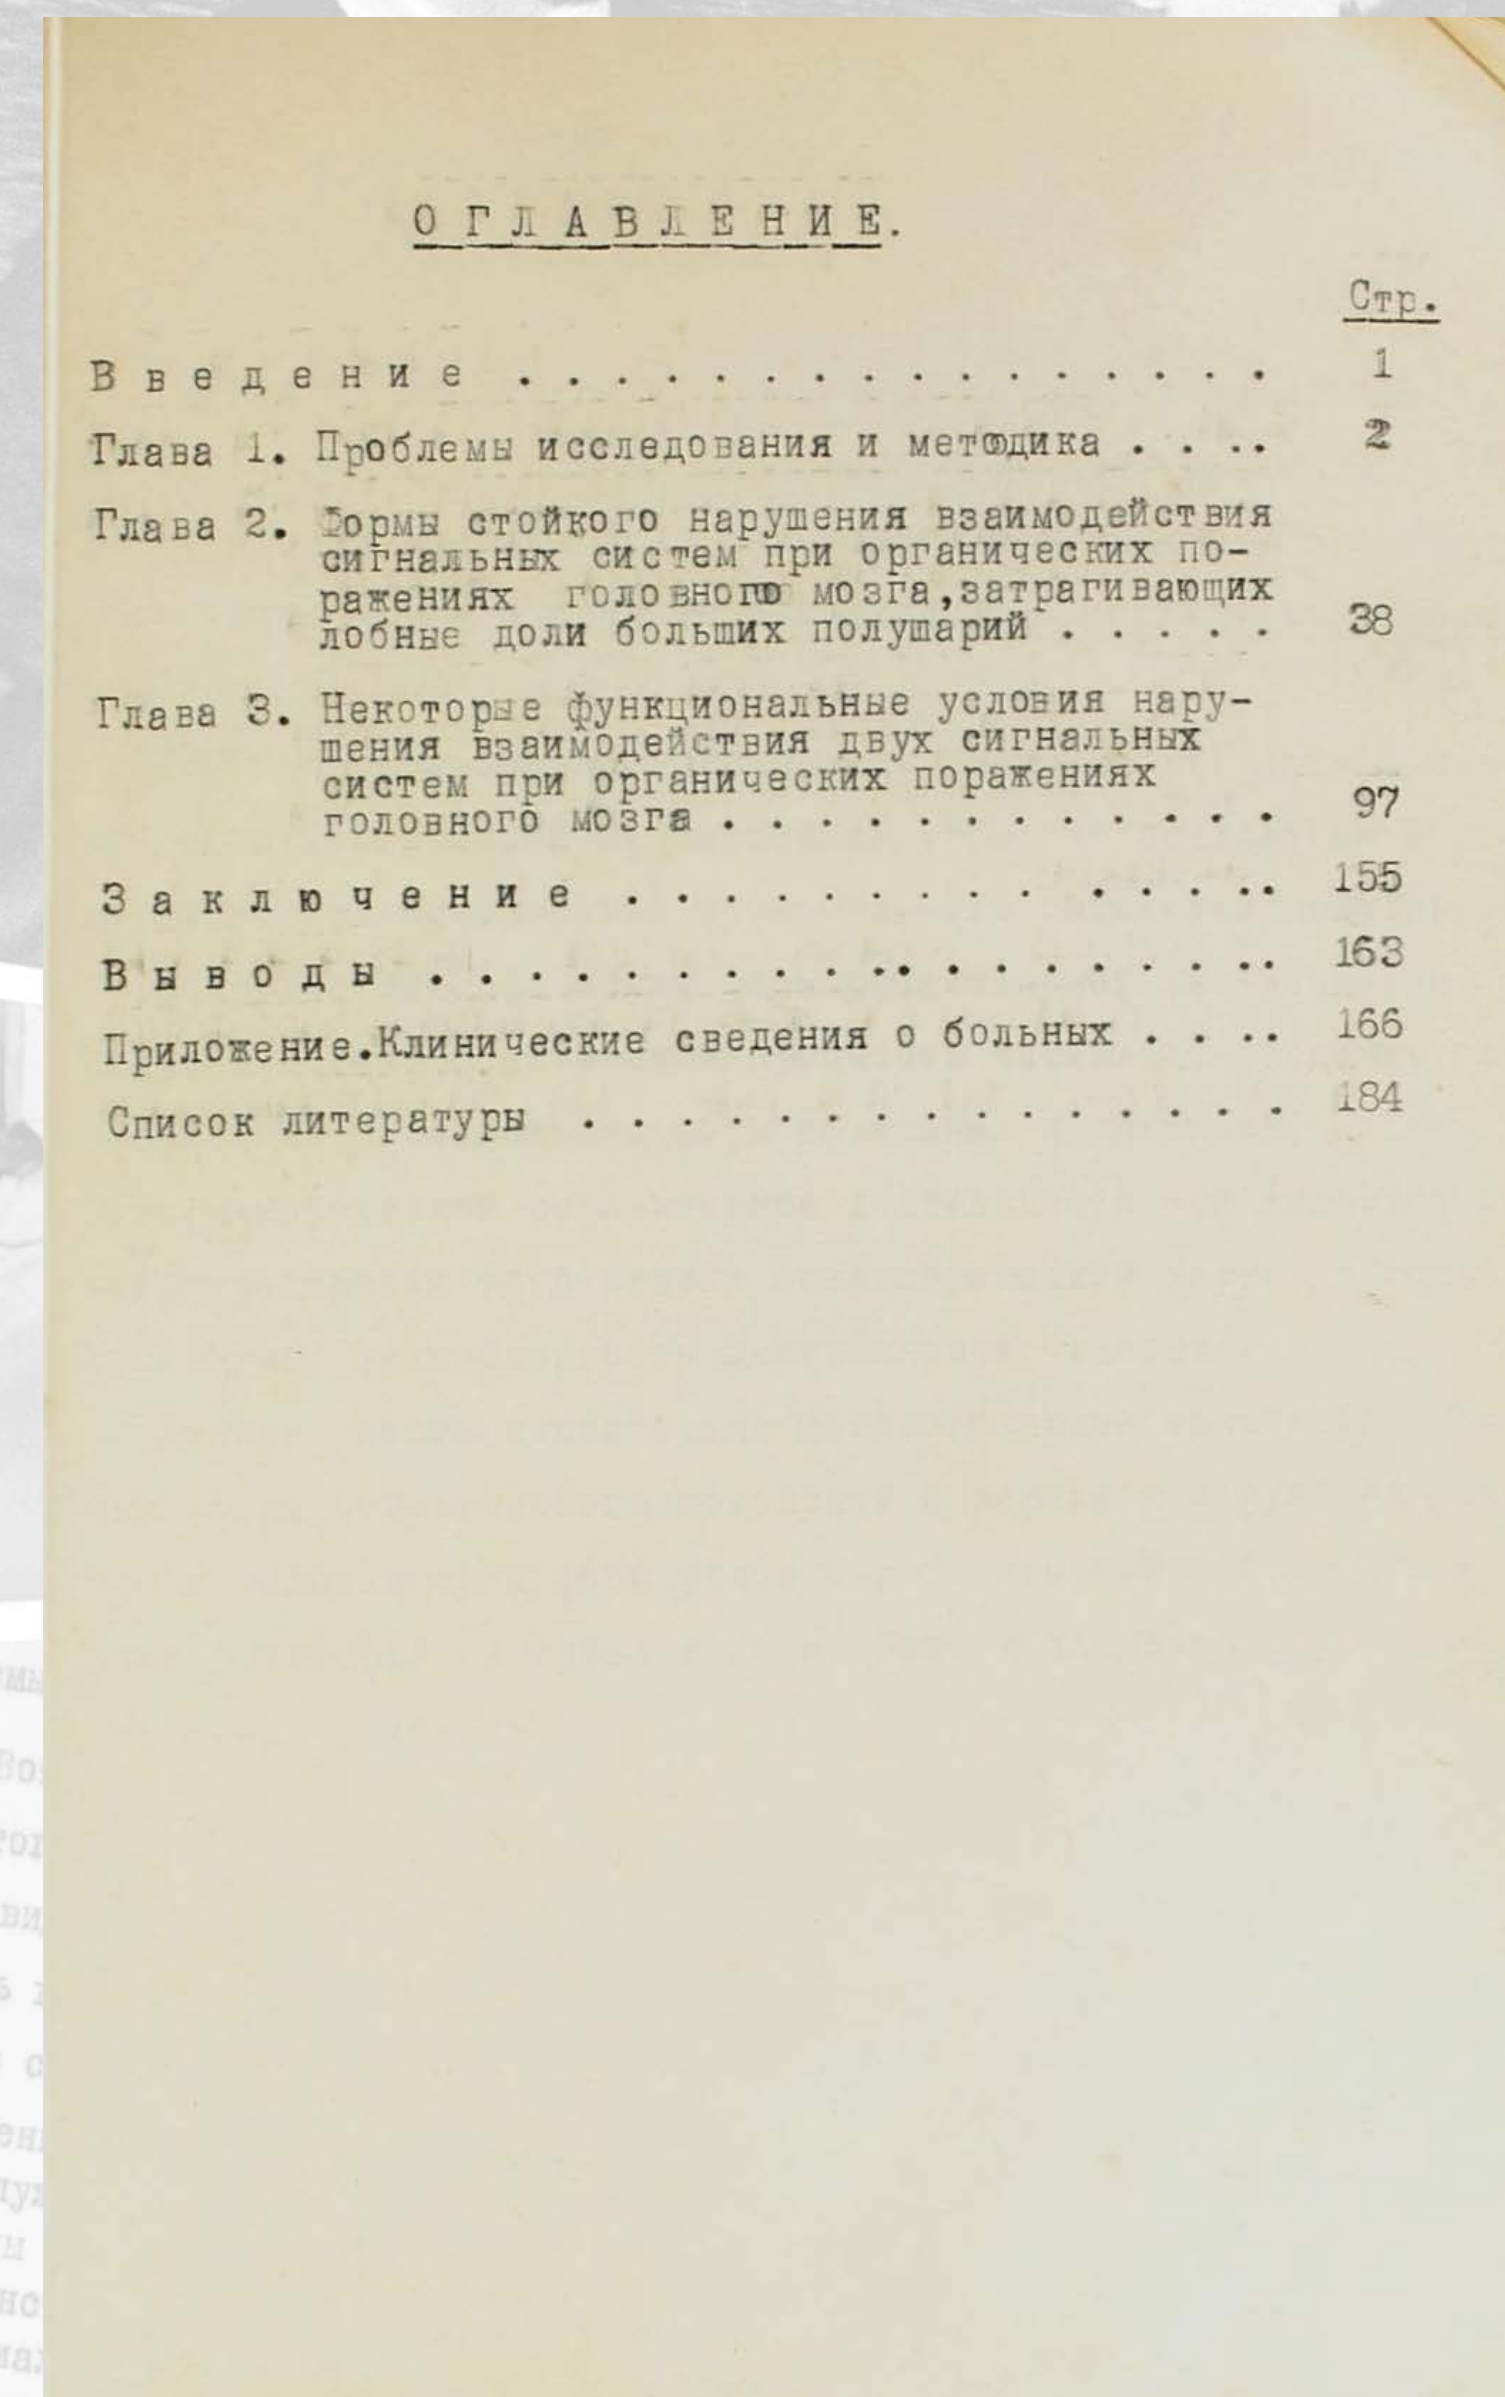 О Г Л А В Л Е Н И Е.
Стр.
В в е д е н и е . . . . . . . . . . . . . . . . 1
Глава 1. Проблемы исследования и методика . . .. 2
Глава 2. Формы стойкого нарушения взаимодействия
сигнальных систем при органических по-
ражениях головного мозга,затрагивающих
лобные доли больших полушарий . . . . . 38
Глава 3. Некоторые функциональные условия нару-
шения взаимодействия двух сигнальных
систем при органических поражениях
головного мозга . . . . . . . . . . . . 97
З а к л ю ч е н и е . . . . . . . . . . . . .. 155
В ы в о д ы . . . . . . . . . .. . . . . . . .. 163
Приложение.Клинические сведения о больных . . .. 166
Список литературы . . . . . . . . . . . . . . . 184